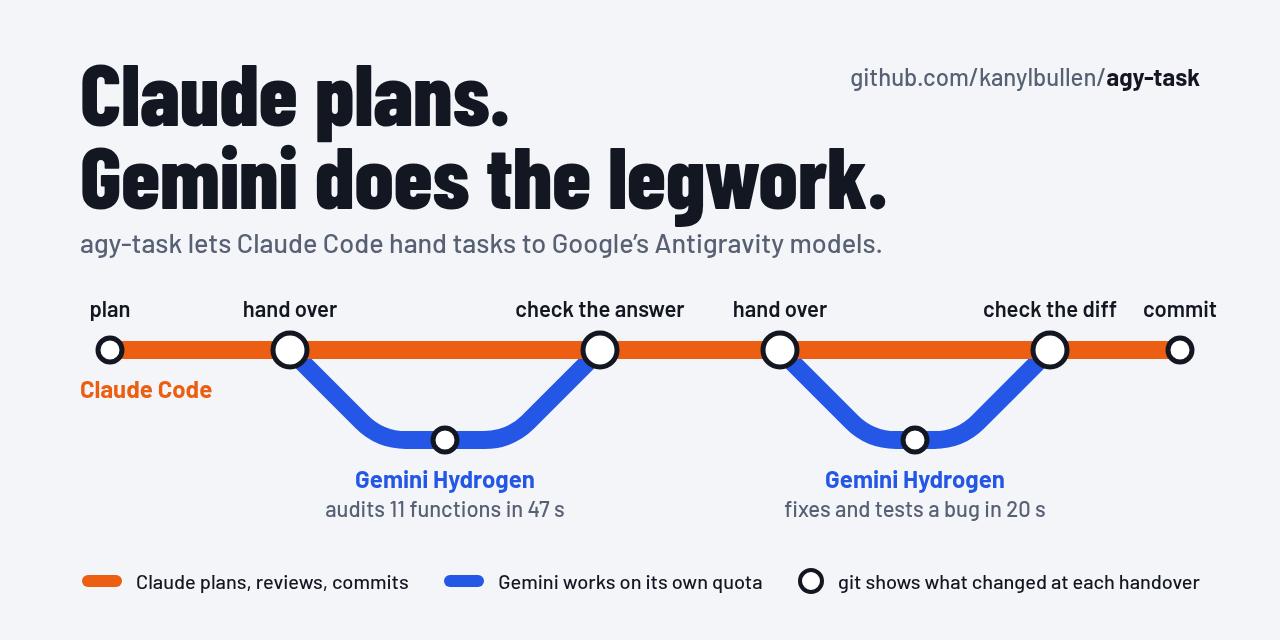 Claude plans.
Gemini does the legwork.
github.com/kanylbullen/agy-task
agy-task lets Claude Code hand tasks to Google’s Antigravity models.
plan
hand over
check the answer
hand over
check the diff
commit
Claude Code
Gemini Hydrogen
audits 11 functions in 47 s
Gemini Hydrogen
fixes and tests a bug in 20 s
Claude plans, reviews, commits
Gemini works on its own quota
git shows what changed at each handover